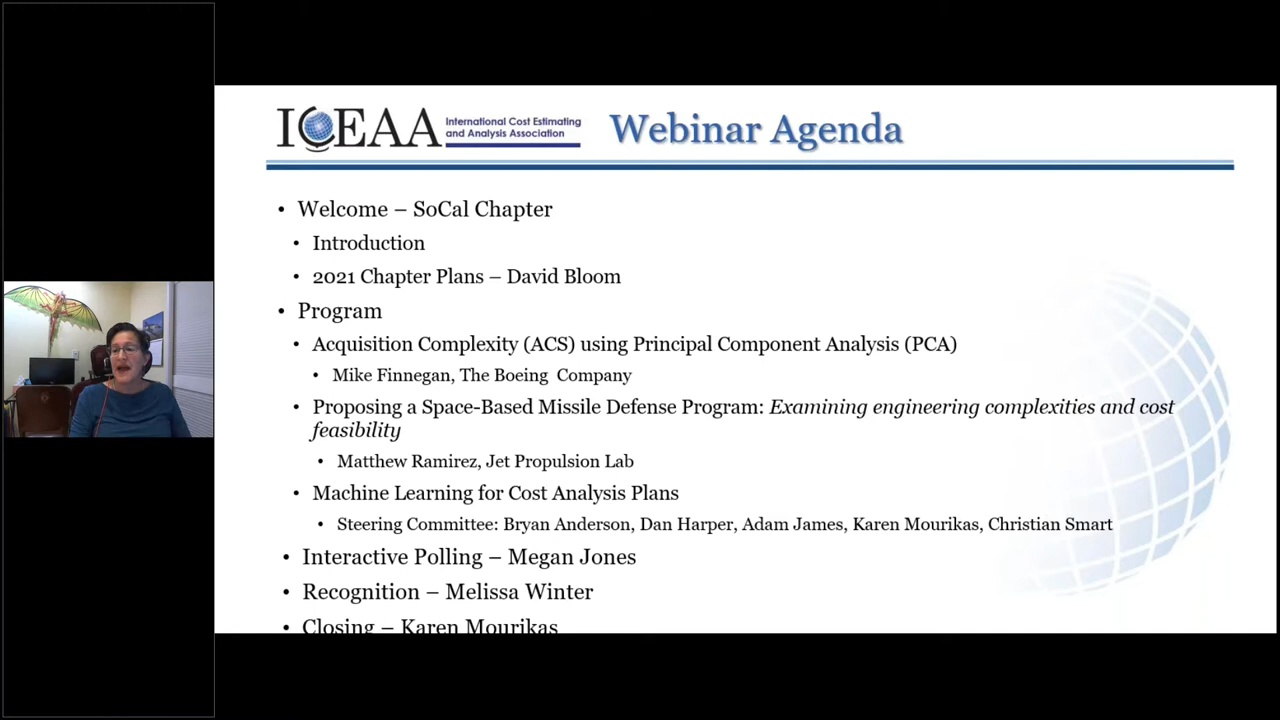 ICEAA
International Cost Estimating
and Analysis Association
Webinar Agenda
• Welcome – SoCal Chapter
• Introduction
• 2021 Chapter Plans – David Bloom
• Program
• Acquisition Complexity (ACS) using Principal Component Analysis (PCA)
• Mike Finnegan, The Boeing Company
• Proposing a Space-Based Missile Defense Program: Examining engineering complexities and cost
feasibility
• Matthew Ramirez, Jet Propulsion Lab
• Machine Learning for Cost Analysis Plans
• Steering Committee: Bryan Anderson, Dan Harper, Adam James, Karen Mourikas, Christian Smart
• Interactive Polling – Megan Jones
• Recognition – Melissa Winter
• Closing – Karen Mourikas